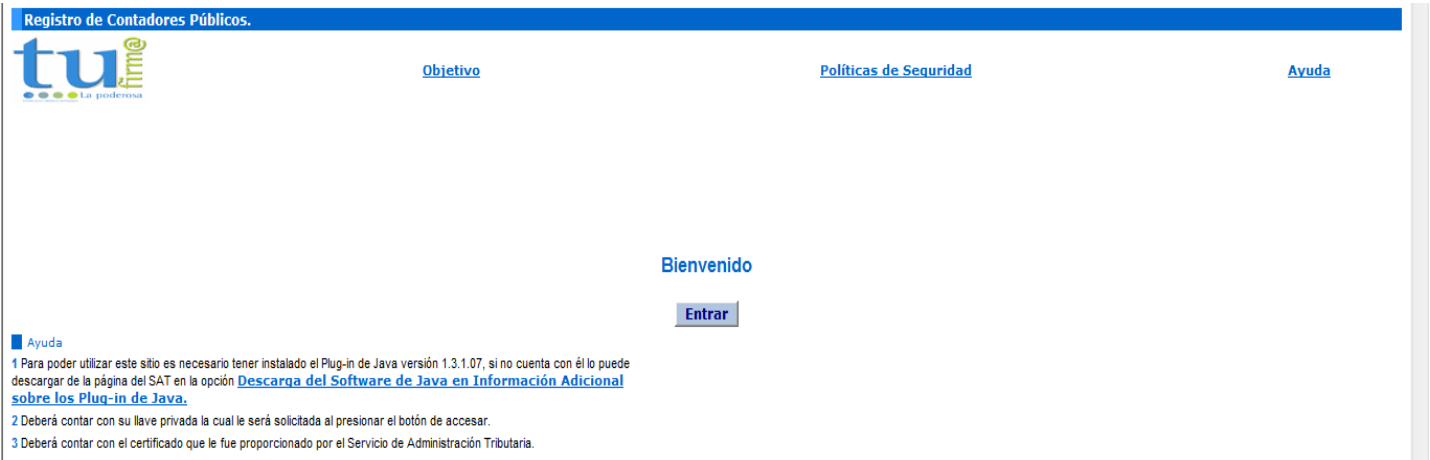 Registro de Contadores Públicos.
tu firm@
La poderosa
Objetivo
Políticas de Seguridad
Ayuda
Bienvenido
Entrar
Ayuda
1 Para poder utilizar este sitio es necesario tener instalado el Plug-in de Java versión 1.3.1.07, si no cuenta con él lo puede
descargar de la página del SAT en la opción Descarga del Software de Java en Información Adicional
sobre los Plug-in de Java.
2 Deberá contar con su llave privada la cual le será solicitada al presionar el botón de accesar.
3 Deberá contar con el certificado que le fue proporcionado por el Servicio de Administración Tributaria.